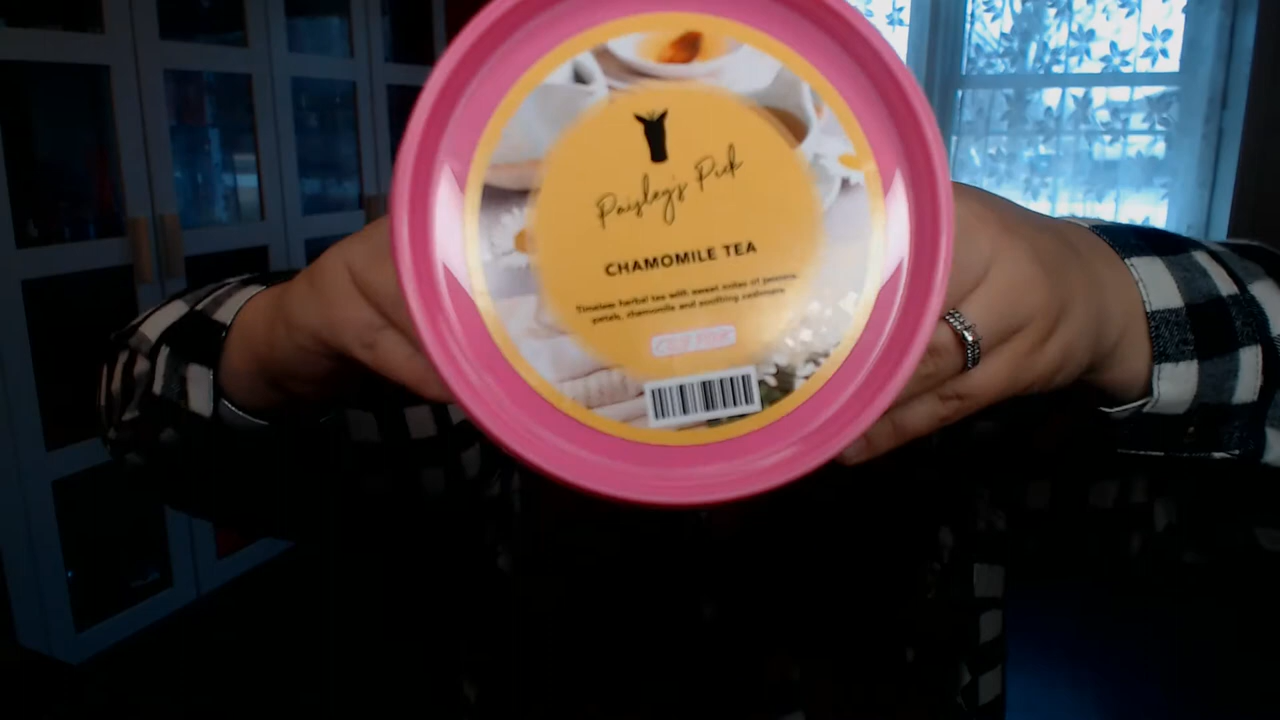 Paisley's Pick
CHAMOMILE TEA
Timeless herbal tea with sweet notes of jasmine,
petals, chamomile and soothing cashmere.